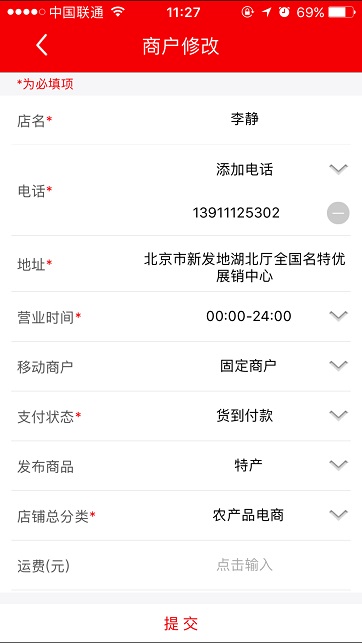 中国联通 11:27 69%
商户修改
*为必填项
店名* 李静
添加电话
电话*
13911125302
地址* 北京市新发地湖北厅全国名特优
展销中心
营业时间* 00:00-24:00
移动商户 固定商户
支付状态* 货到付款
发布商品 特产
店铺总分类* 农产品电商
运费(元) 点击输入
提 交